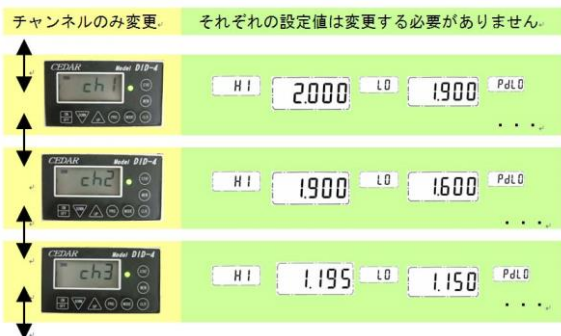 チャンネルのみ変更 それぞれの設定値は変更する必要がありません
CEDAR Model DID-4
ch1
HI 2.000 LO 1.900 PdLO
...
CEDAR Model DID-4
ch2
HI 1.900 LO 1.600 PdLO
...
CEDAR Model DID-4
ch3
HI 1.195 LO 1.150 PdLO
...